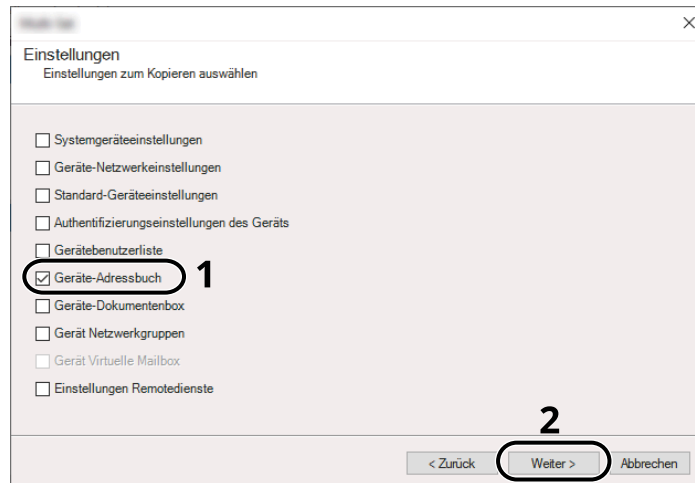 Einstellungen
Einstellungen zum Kopieren auswählen
Systemgeräteeinstellungen
Geräte-Netzwerkeinstellungen
Standard-Geräteeinstellungen
Authentifizierungseinstellungen des Geräts
Gerätebenutzerliste
Geräte-Adressbuch 1
Geräte-Dokumentenbox
Gerät Netzwerkgruppen
Gerät Virtuelle Mailbox
Einstellungen Remotedienste
2
< Zurück Weiter > Abbrechen